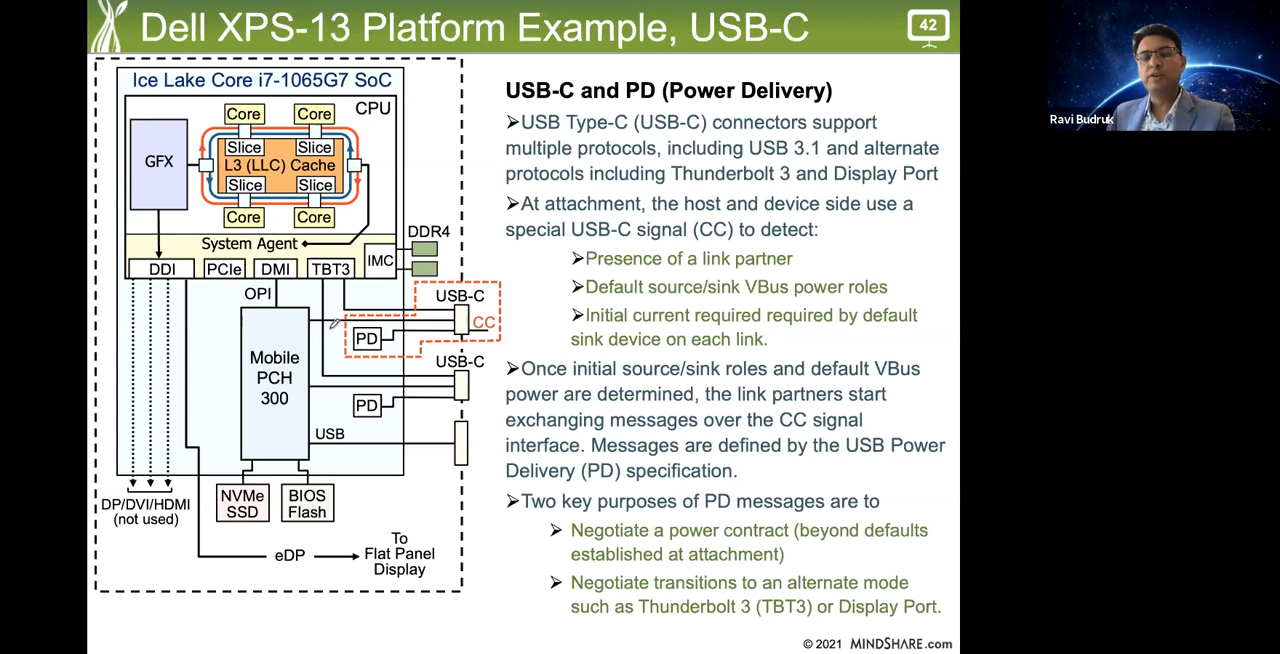 Dell XPS-13 Platform Example, USB-C
42
Ice Lake Core i7-1065G7 SoC
CPU
Core
Core
GFX
Slice
Slice
L3 (LLC) Cache
Slice
Slice
Core
Core
System Agent
DDR4
IMC
DDI
PCIe
DMI
TBT3
OPI
USB-C
CC
PD
Mobile
PCH
300
USB-C
PD
USB
NVMe
SSD
BIOS
Flash
DP/DVI/HDMI
(not used)
eDP
To
Flat Panel
Display
USB-C and PD (Power Delivery)
➢USB Type-C (USB-C) connectors support
multiple protocols, including USB 3.1 and alternate
protocols including Thunderbolt 3 and Display Port
➢At attachment, the host and device side use a
special USB-C signal (CC) to detect:
➢Presence of a link partner
➢Default source/sink VBus power roles
➢Initial current required required by default
sink device on each link.
➢Once initial source/sink roles and default VBus
power are determined, the link partners start
exchanging messages over the CC signal
interface. Messages are defined by the USB Power
Delivery (PD) specification.
➢Two key purposes of PD messages are to
➢ Negotiate a power contract (beyond defaults
established at attachment)
➢ Negotiate transitions to an alternate mode
such as Thunderbolt 3 (TBT3) or Display Port.
© 2021 MINDSHARE.com
Ravi Budruk